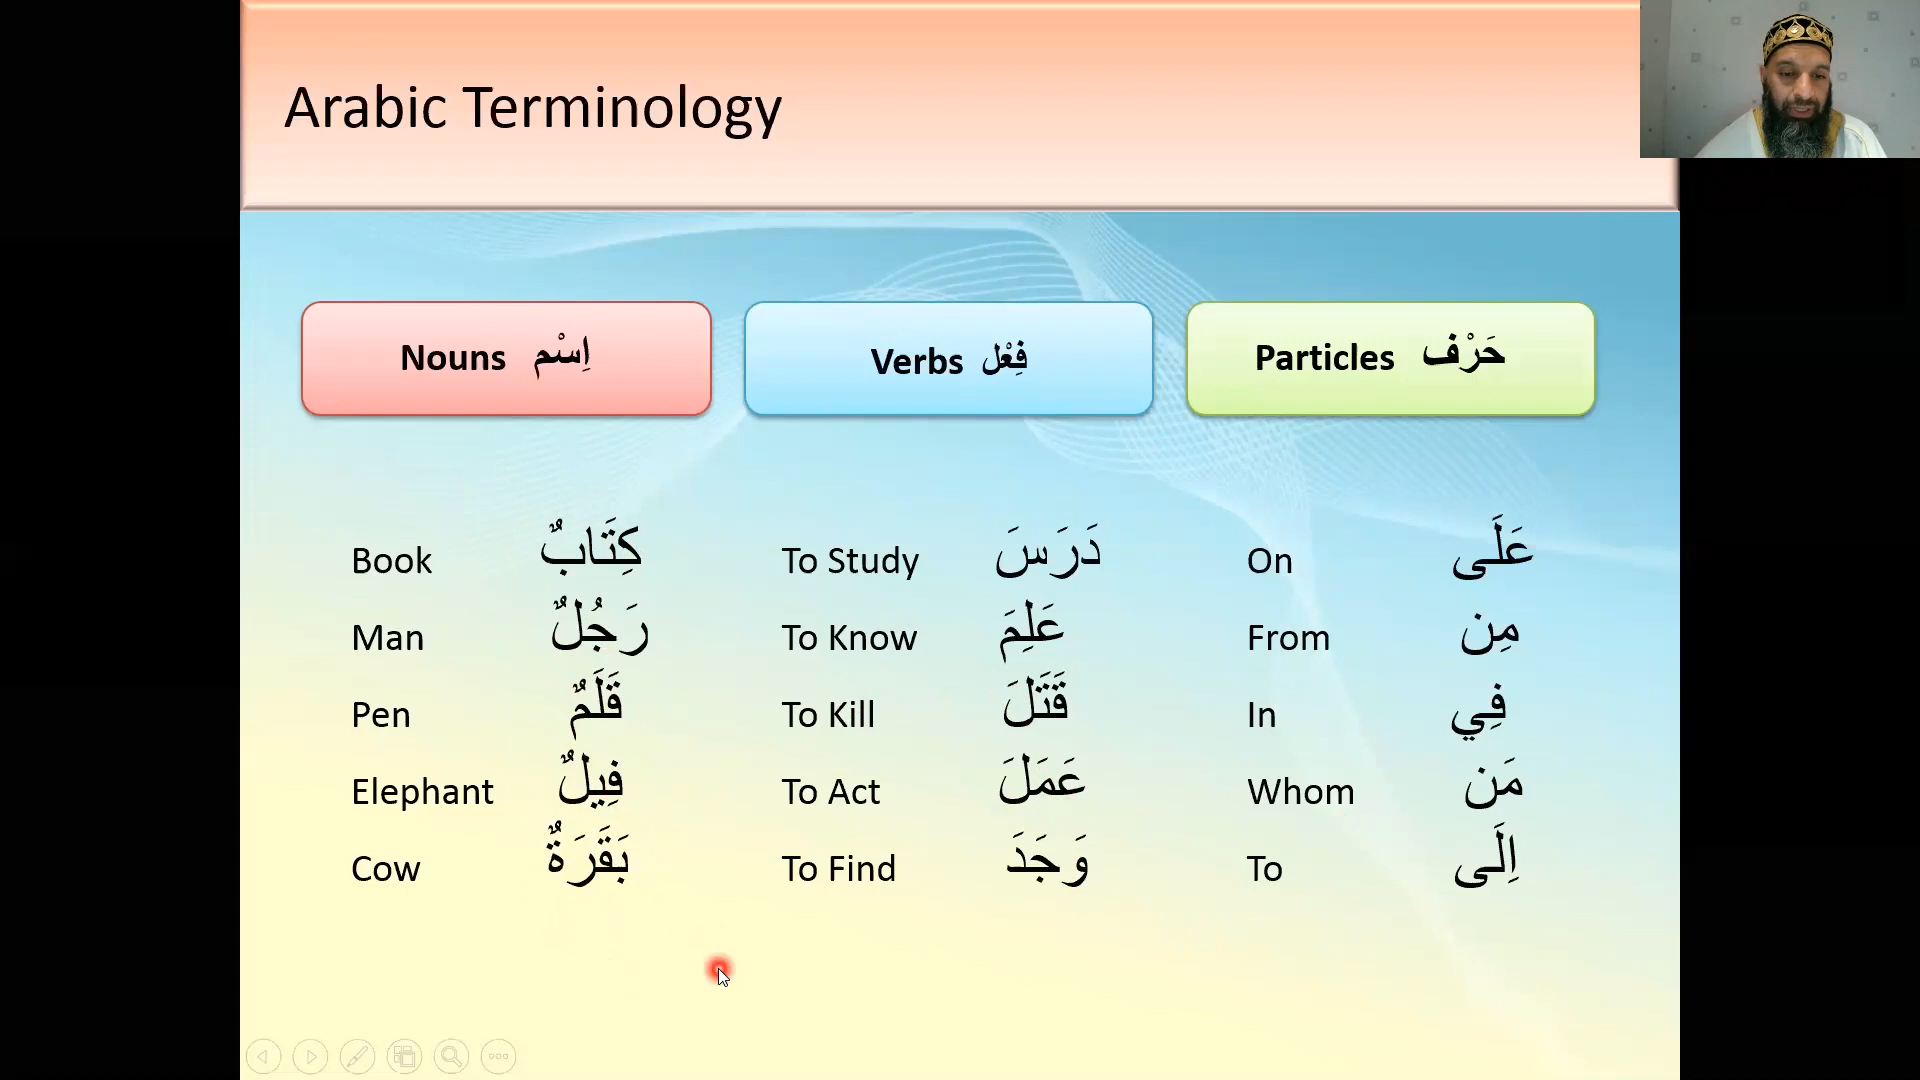 Arabic Terminology
Nouns اِسْم
Verbs فِعْل
Particles حَرْف
Book كِتَابٌ
Man رَجُلٌ
Pen قَلَمٌ
Elephant فِيلٌ
Cow بَقَرَةٌ
To Study دَرَسَ
To Know عَلِمَ
To Kill قَتَلَ
To Act عَمَلَ
To Find وَجَدَ
On عَلَى
From مِن
In فِي
Whom مَن
To اِلَى